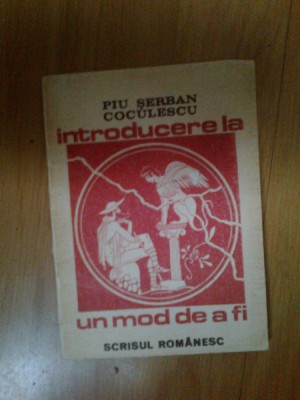 PIU ȘERBAN
COCULESCU
introducere la
un mod de a fi
SCRISUL ROMÂNESC